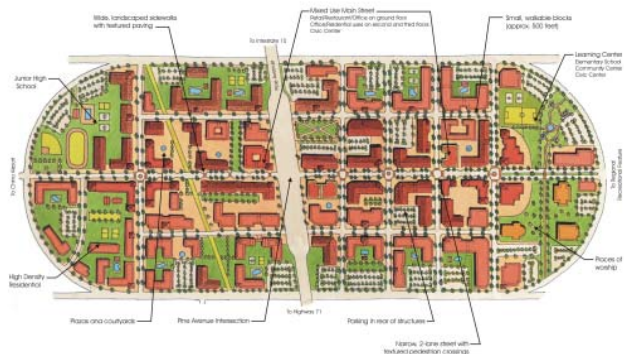 Wide, landscaped sidewalks
with textured paving
Mixed Use Main Street
Retail/Restaurant/Office on ground floor
Office/Residential uses on second and third floors
Civic Center
Small, walkable blocks
(approx. 500 feet)
To Interstate 10
Learning Center
Elementary School
Community Center
Civic Center
Junior High
School
To Regional
Recreational Feature
High Density
Residential
Places of
worship
To Highway 71
Plazas and courtyards
Pine Avenue Intersection
Parking in rear of structures
Narrow, 2-lane street with
textured pedestrian crossings